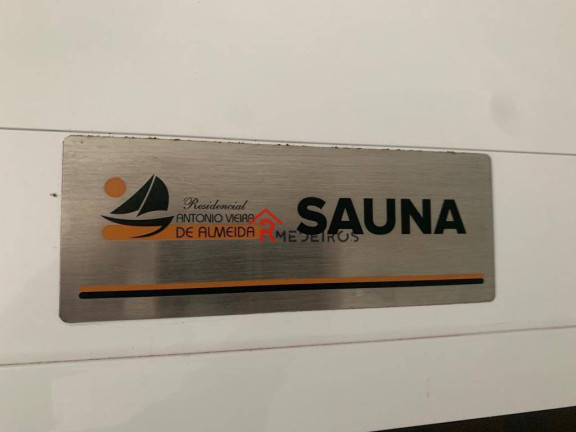 Residencial
ANTONIO VIEIRA
DE ALMEIDA
SAUNA
R MEDEIROS